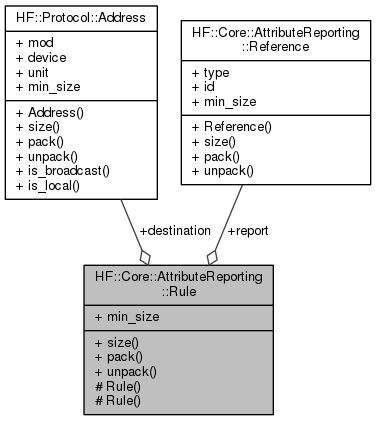 HF::Protocol::Address
+ mod
+ device
+ unit
+ min_size
+ Address()
+ size()
+ pack()
+ unpack()
+ is_broadcast()
+ is_local()
HF::Core::AttributeReporting
::Reference
+ type
+ id
+ min_size
+ Reference()
+ size()
+ pack()
+ unpack()
+destination
+report
HF::Core::AttributeReporting
::Rule
+ min_size
+ size()
+ pack()
+ unpack()
# Rule()
# Rule()